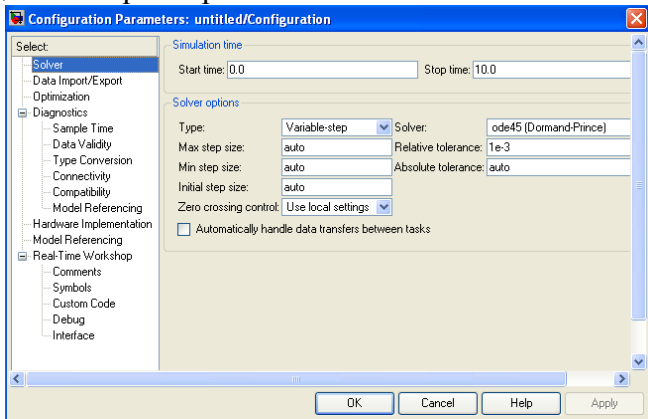 Configuration Parameters: untitled/Configuration
Select:
Solver
Data Import/Export
Optimization
Diagnostics
Sample Time
Data Validity
Type Conversion
Connectivity
Compatibility
Model Referencing
Hardware Implementation
Model Referencing
Real-Time Workshop
Comments
Symbols
Custom Code
Debug
Interface
Simulation time
Start time: 0.0 Stop time: 10.0
Solver options
Type: Variable-step Solver: ode45 (Dormand-Prince)
Max step size: auto Relative tolerance: 1e-3
Min step size: auto Absolute tolerance: auto
Initial step size: auto
Zero crossing control: Use local settings
Automatically handle data transfers between tasks
OK Cancel Help Apply